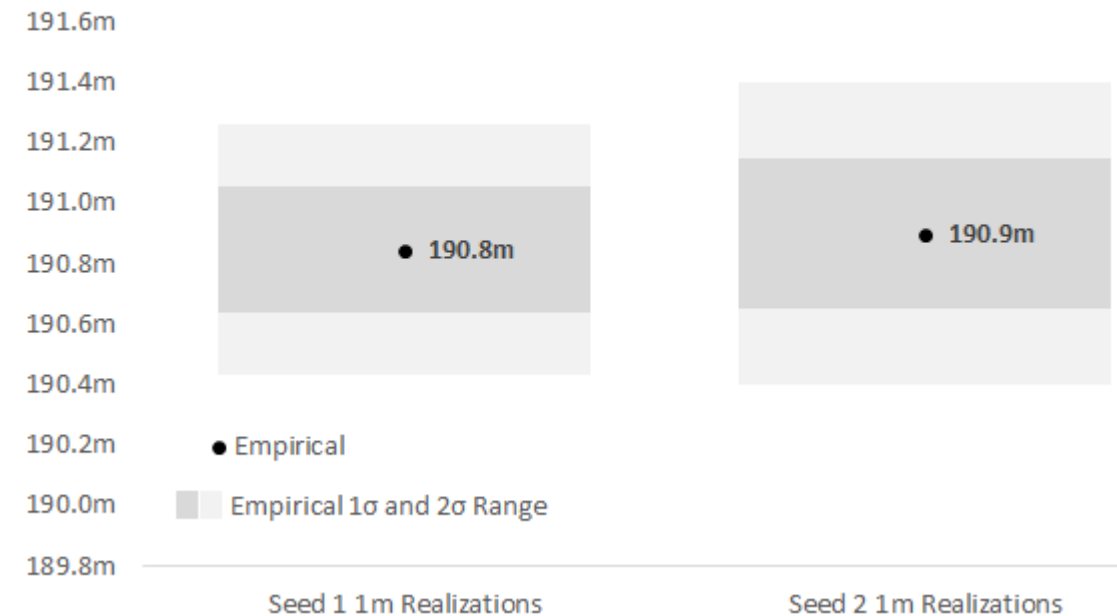 191.6m
191.4m
191.2m
191.0m
190.8m
190.6m
190.4m
190.2m
190.0m
189.8m
190.8m
190.9m
Empirical
Empirical 1σ and 2σ Range
Seed 1 1m Realizations
Seed 2 1m Realizations